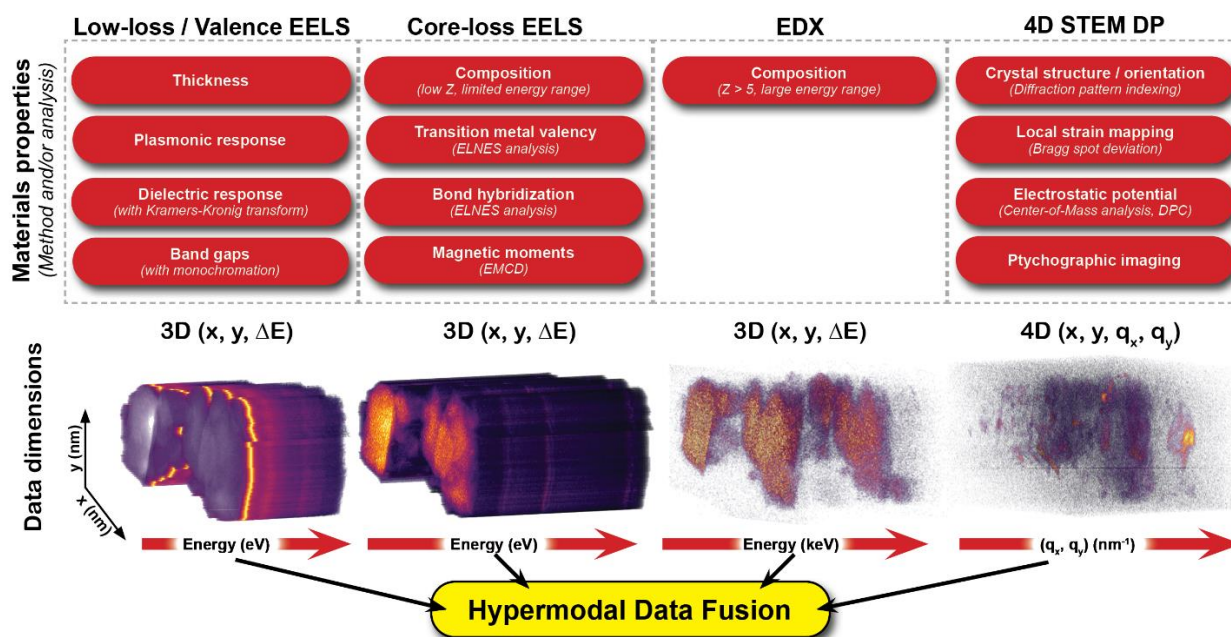 Low-loss / Valence EELS
Core-loss EELS
EDX
4D STEM DP
Materials properties
(Method and/or analysis)
Thickness
Plasmonic response
Dielectric response
(with Kramers-Kronig transform)
Band gaps
(with monochromation)
Composition
(low Z, limited energy range)
Transition metal valency
(ELNES analysis)
Bond hybridization
(ELNES analysis)
Magnetic moments
(EMCD)
Composition
(Z > 5, large energy range)
Crystal structure / orientation
(Diffraction pattern indexing)
Local strain mapping
(Bragg spot deviation)
Electrostatic potential
(Center-of-Mass analysis, DPC)
Ptychographic imaging
Data dimensions
3D (x, y, ΔE)
3D (x, y, ΔE)
3D (x, y, ΔE)
4D (x, y, qₓ, q_y)
y (nm)
x (nm)
Energy (eV)
Energy (eV)
Energy (keV)
(qₓ, q_y) (nm⁻¹)
Hypermodal Data Fusion